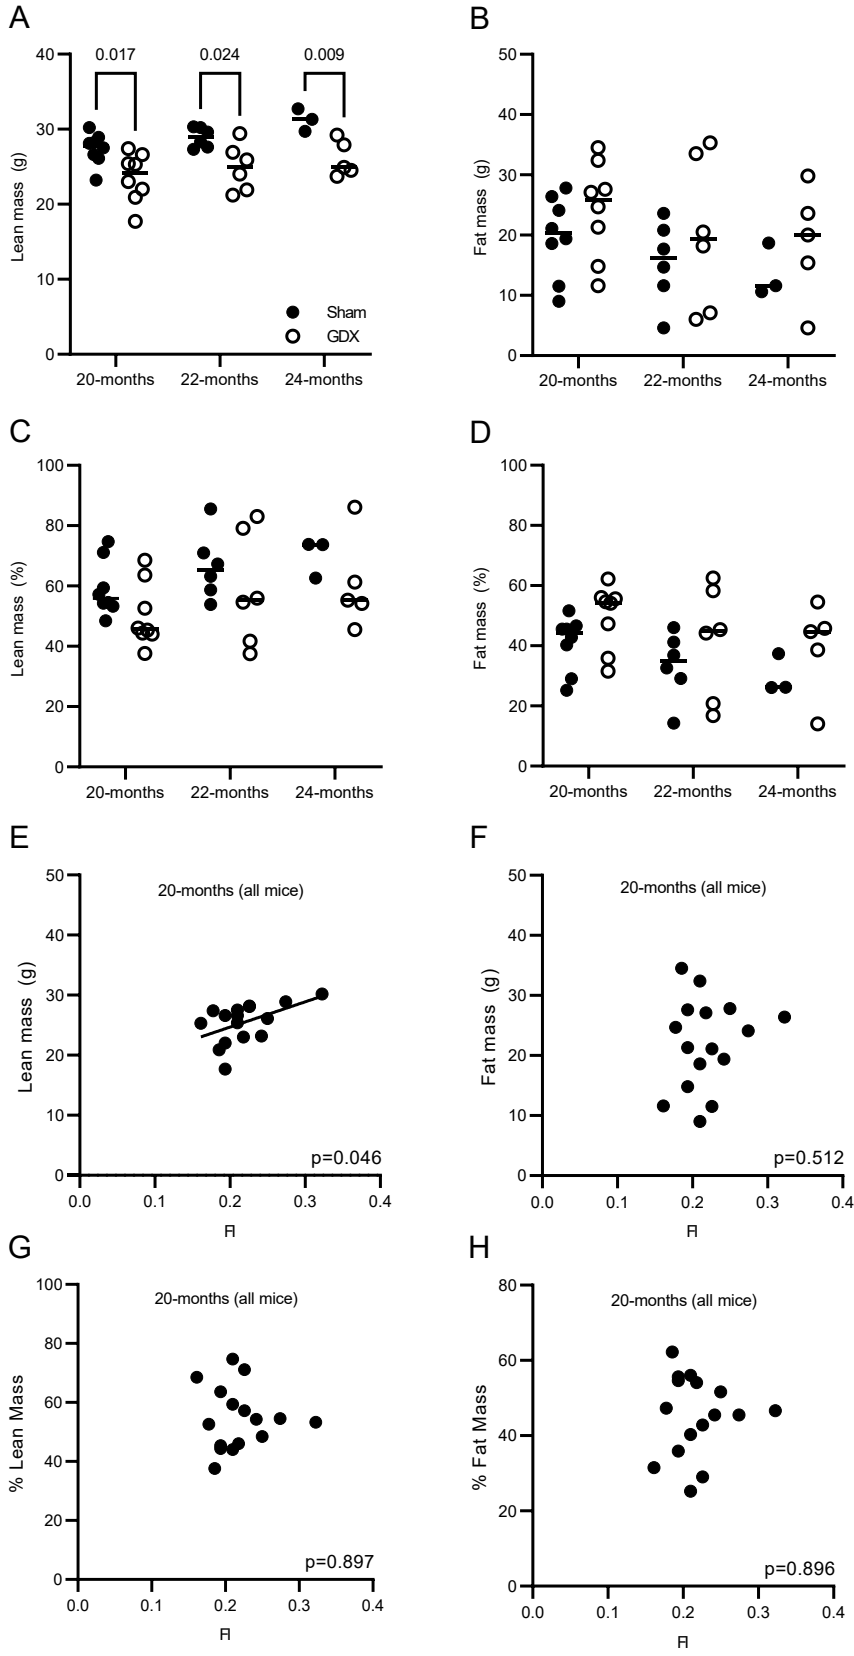 A
B
0.017 0.024 0.009
40
30
20
10
0
Lean mass (g)
Sham
GDX
20-months 22-months 24-months
50
40
30
20
10
0
Fat mass (g)
20-months 22-months 24-months
C
D
100
80
60
40
20
0
Lean mass (%)
20-months 22-months 24-months
100
80
60
40
20
0
Fat mass (%)
20-months 22-months 24-months
E
F
20-months (all mice)
50
40
30
20
10
0
Lean mass (g)
p=0.046
0.0 0.1 0.2 0.3 0.4
FI
20-months (all mice)
50
40
30
20
10
0
Fat mass (g)
p=0.512
0.0 0.1 0.2 0.3 0.4
FI
G
H
20-months (all mice)
100
80
60
40
20
0
% Lean Mass
p=0.897
0.0 0.1 0.2 0.3 0.4
FI
20-months (all mice)
80
60
40
20
0
% Fat Mass
p=0.896
0.0 0.1 0.2 0.3 0.4
FI